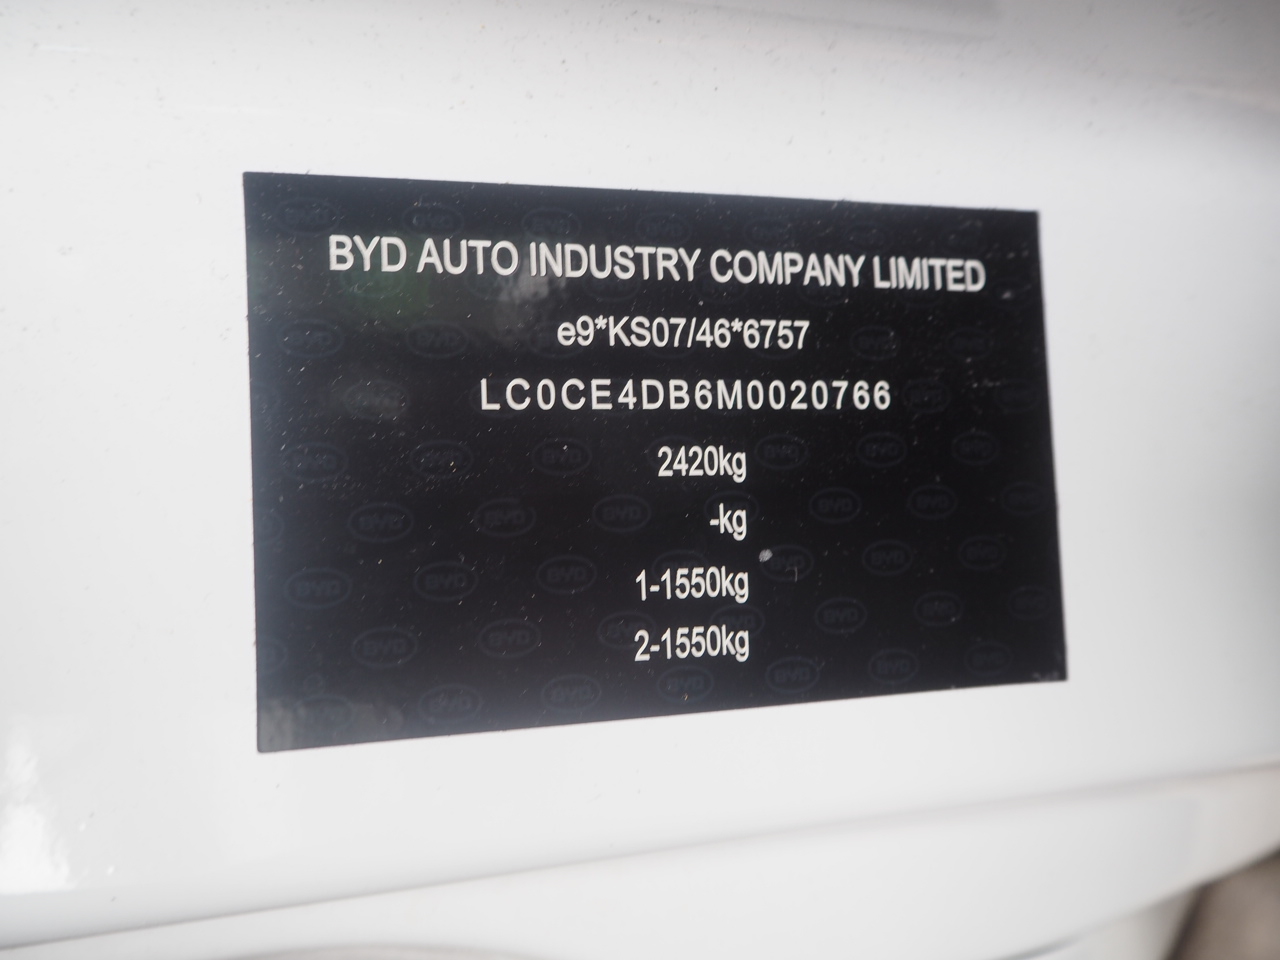 BYD AUTO INDUSTRY COMPANY LIMITED
e9*KS07/46*6757
LC0CE4DB6M0020766
2420kg
-kg
1-1550kg
2-1550kg